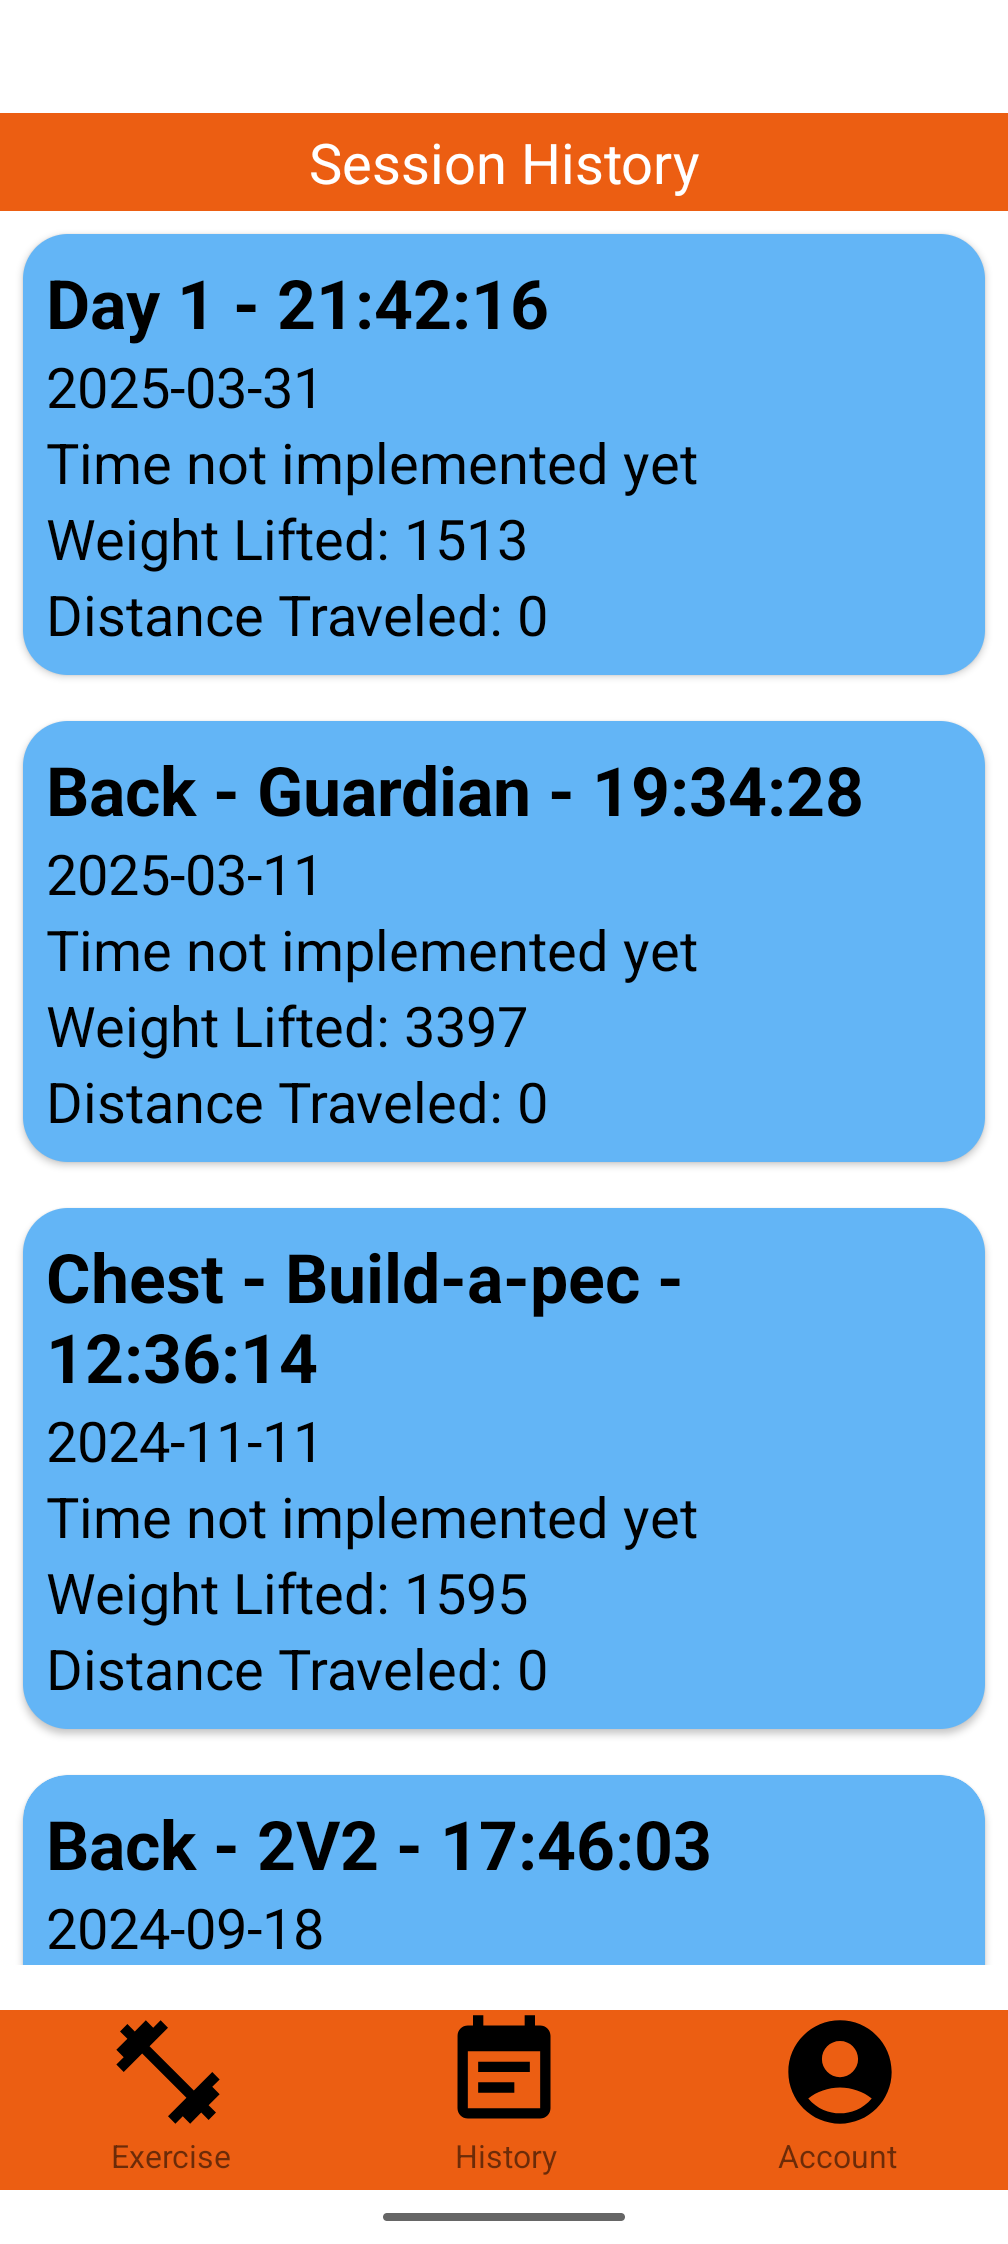 Session History
Day 1 - 21:42:16
2025-03-31
Time not implemented yet
Weight Lifted: 1513
Distance Traveled: 0
Back - Guardian - 19:34:28
2025-03-11
Time not implemented yet
Weight Lifted: 3397
Distance Traveled: 0
Chest - Build-a-pec -
12:36:14
2024-11-11
Time not implemented yet
Weight Lifted: 1595
Distance Traveled: 0
Back - 2V2 - 17:46:03
2024-09-18
Exercise
History
Account